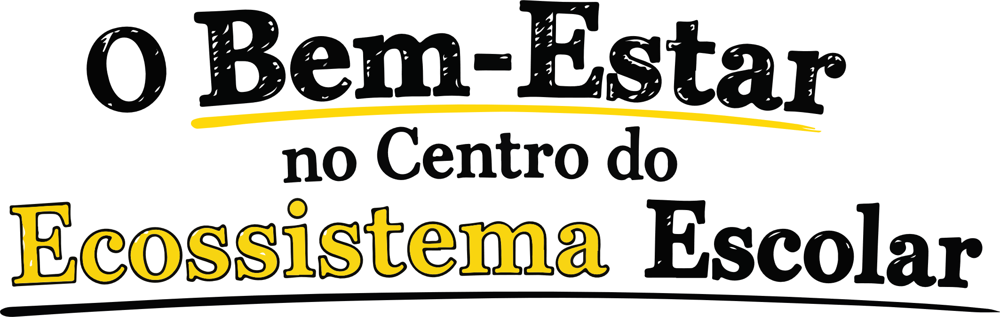 O Bem-Estar
no Centro do
Ecossistema Escolar